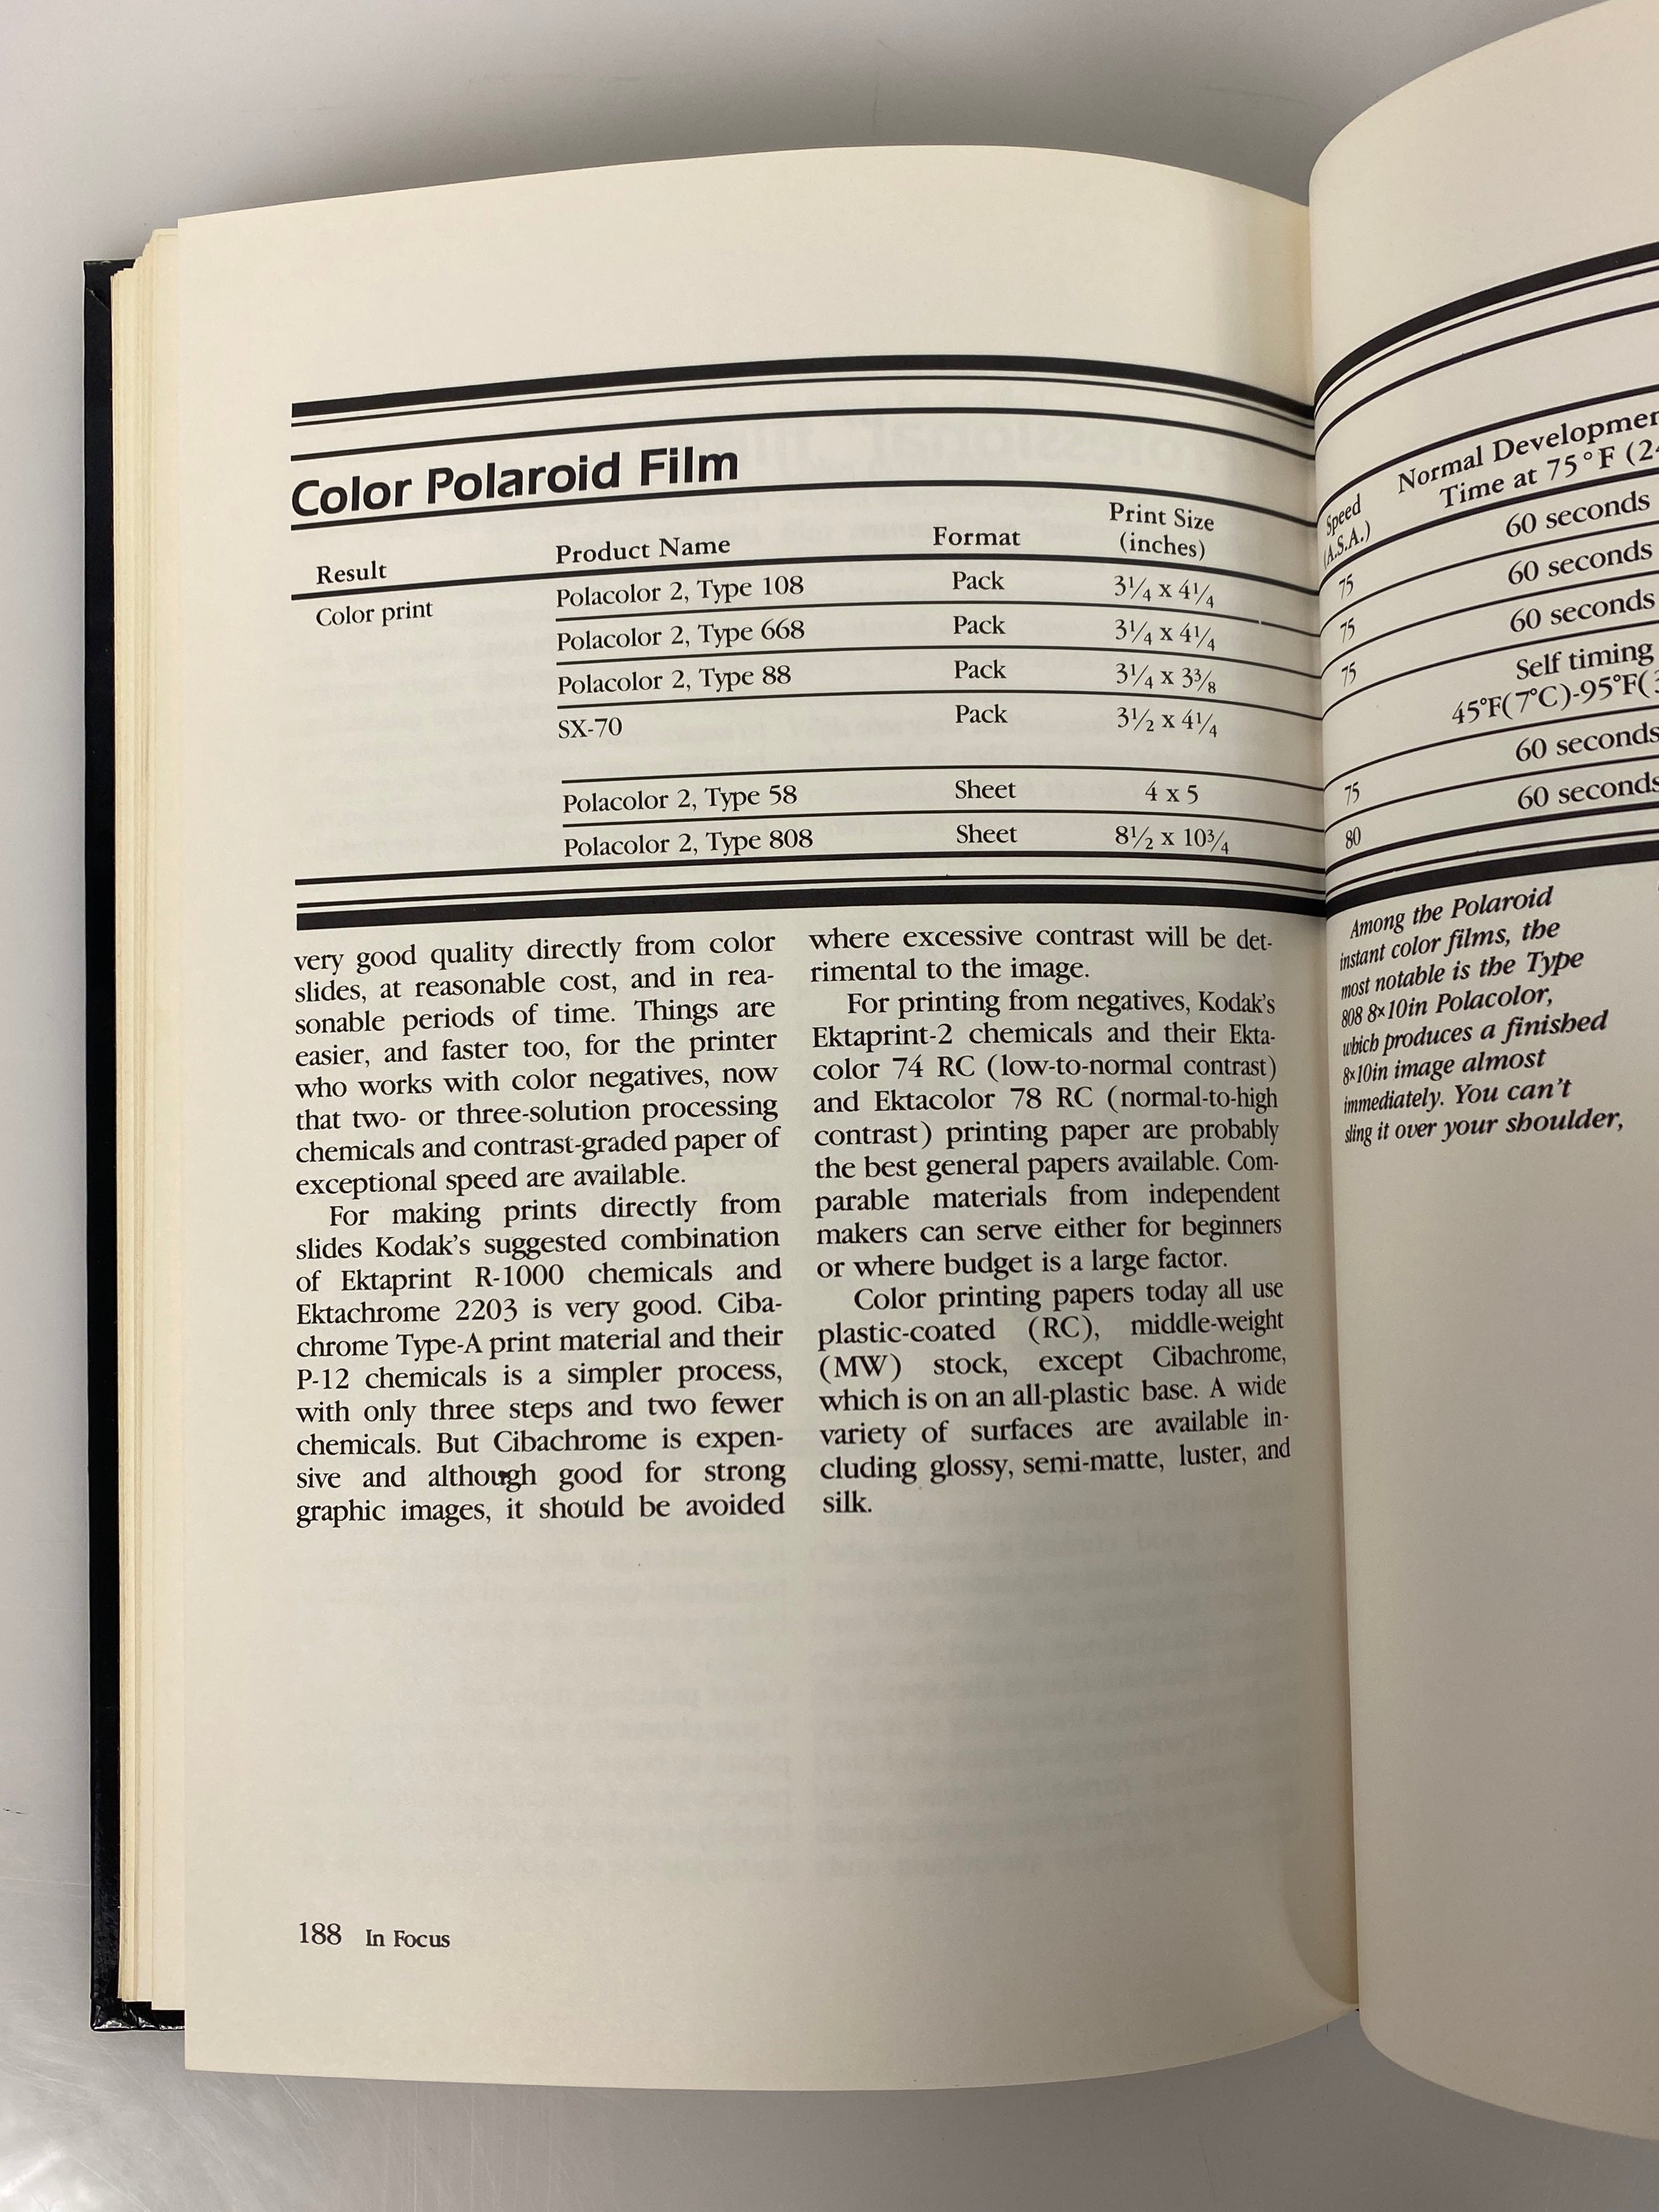 Color Polaroid Film
Result Product Name Format Print Size (inches)
Color print Polacolor 2, Type 108 Pack 3¼ x 4¼
Polacolor 2, Type 668 Pack 3¼ x 4¼
Polacolor 2, Type 88 Pack 3¼ x 3⅜
SX-70 Pack 3½ x 4¼
Polacolor 2, Type 58 Sheet 4 x 5
Polacolor 2, Type 808 Sheet 8½ x 10¾
very good quality directly from color
slides, at reasonable cost, and in rea-
sonable periods of time. Things are
easier, and faster too, for the printer
who works with color negatives, now
that two- or three-solution processing
chemicals and contrast-graded paper of
exceptional speed are available.
For making prints directly from
slides Kodak's suggested combination
of Ektaprint R-1000 chemicals and
Ektachrome 2203 is very good. Ciba-
chrome Type-A print material and their
P-12 chemicals is a simpler process,
with only three steps and two fewer
chemicals. But Cibachrome is expen-
sive and although good for strong
graphic images, it should be avoided
where excessive contrast will be det-
rimental to the image.
For printing from negatives, Kodak's
Ektaprint-2 chemicals and their Ekta-
color 74 RC (low-to-normal contrast)
and Ektacolor 78 RC (normal-to-high
contrast) printing paper are probably
the best general papers available. Com-
parable materials from independent
makers can serve either for beginners
or where budget is a large factor.
Color printing papers today all use
plastic-coated (RC), middle-weight
(MW) stock, except Cibachrome,
which is on an all-plastic base. A wide
variety of surfaces are available in-
cluding glossy, semi-matte, luster, and
silk.
188 In Focus
Speed
(A.S.A.)
Normal
Time at 75°F
75 60 seconds
75 60 seconds
75 60 seconds
Self timing
45°F(7°C)-95°F(
75 60 seconds
80 60 seconds
Among the Polaroid
instant color films, the
most notable is the Type
808 8×10in Polacolor,
which produces a finished
8×10in image almost
immediately. You can't
sling it over your shoulder,